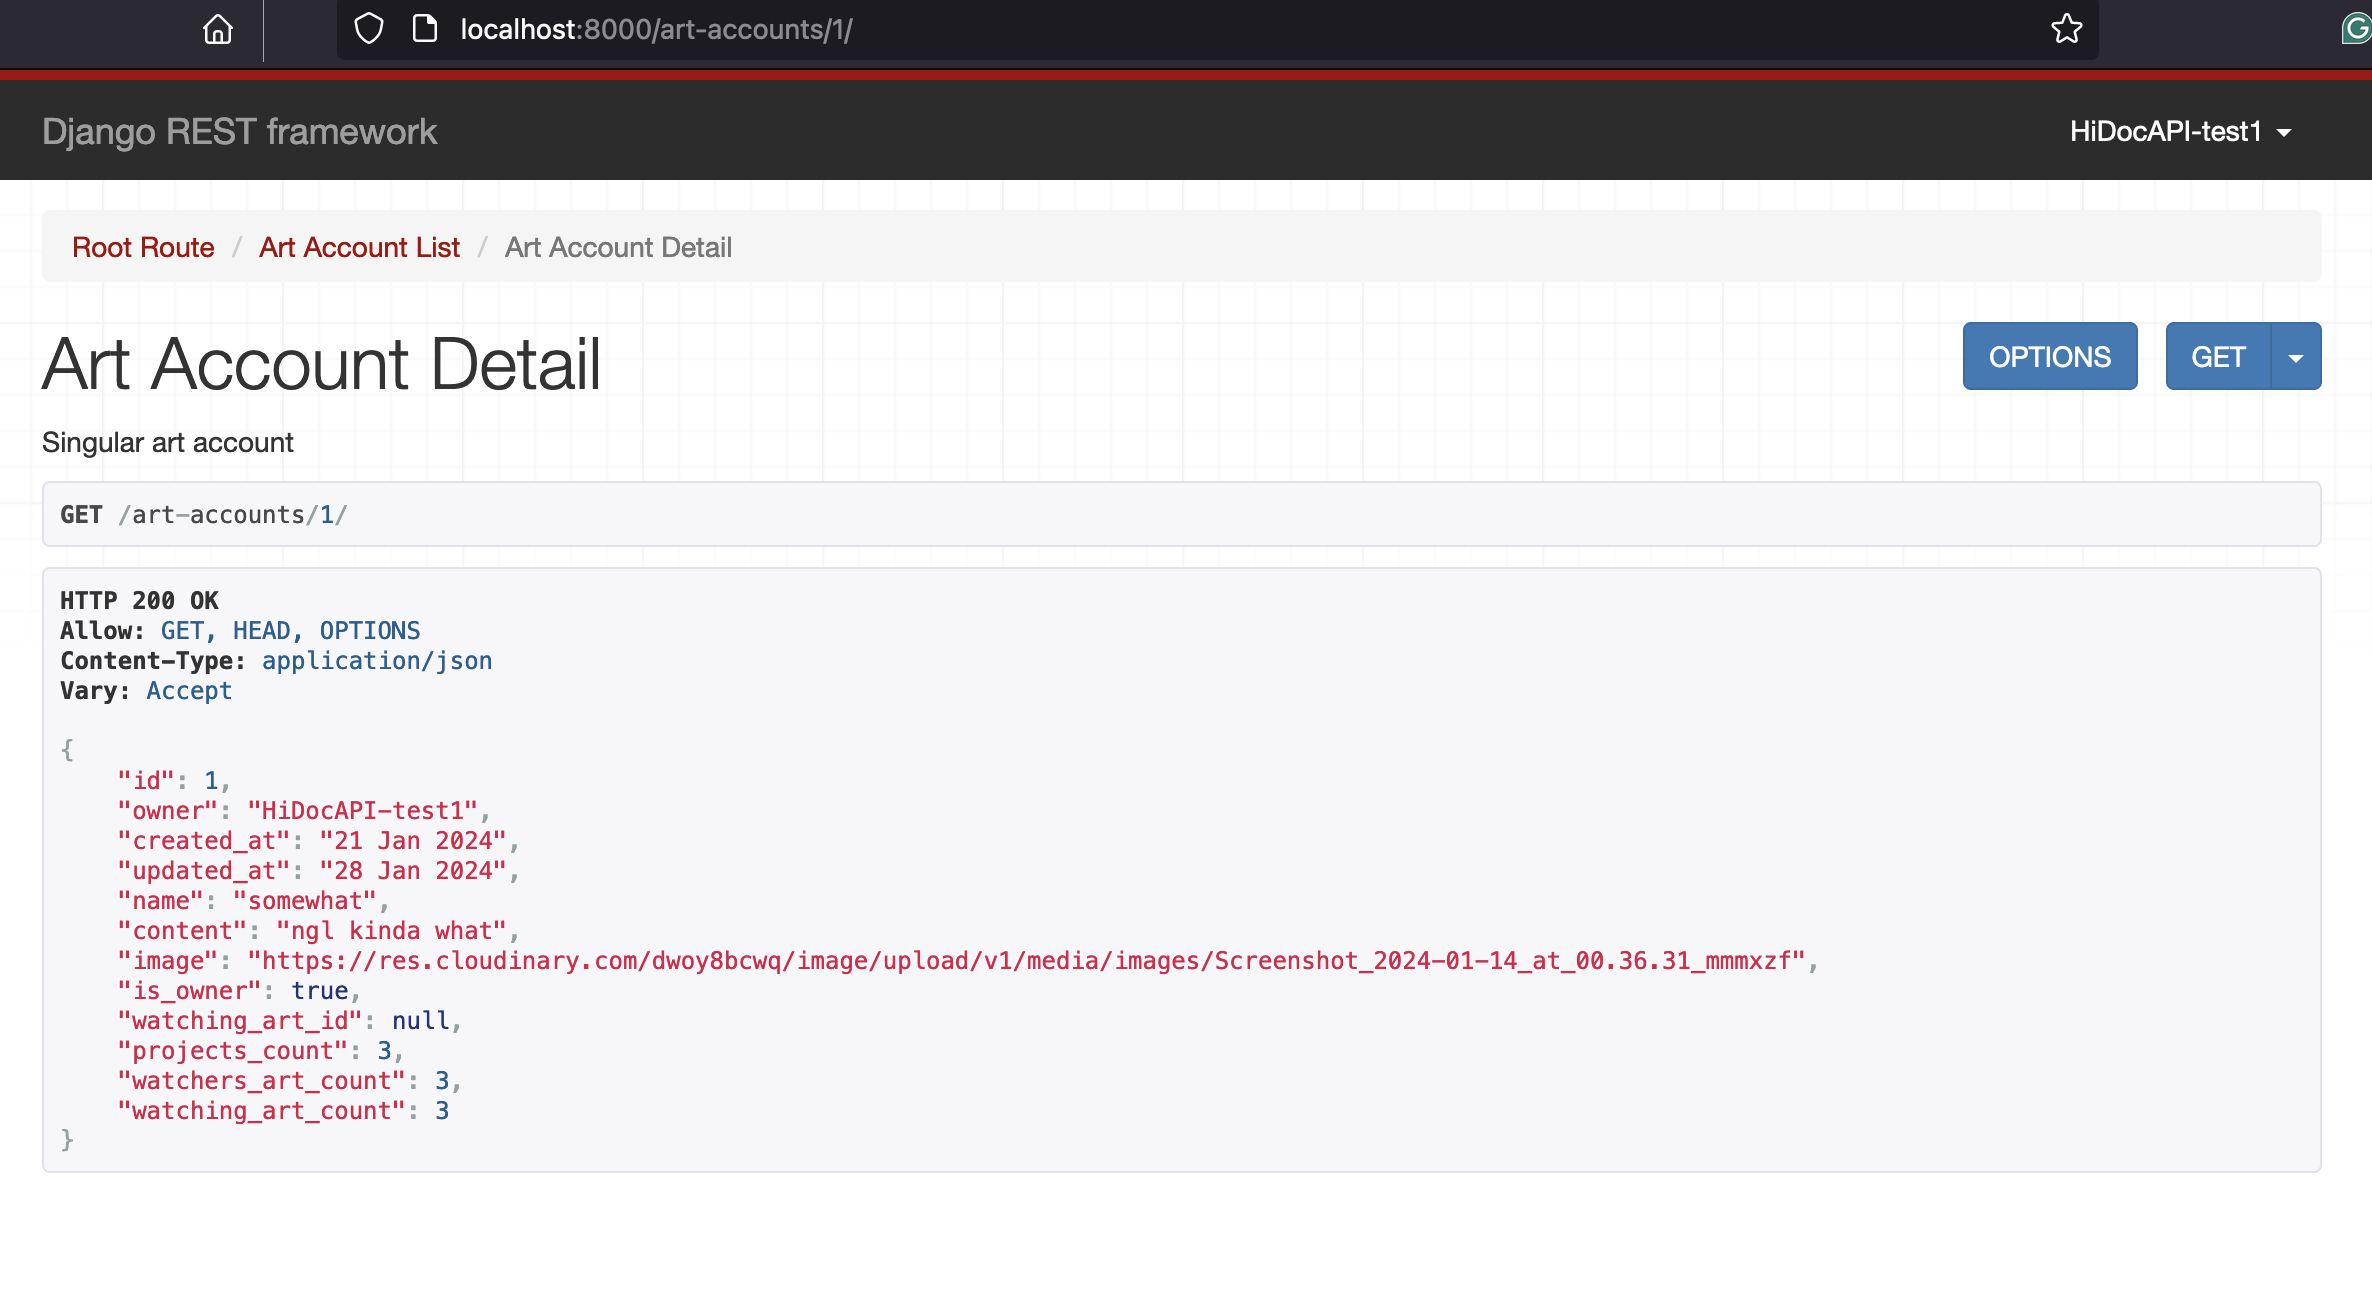 localhost:8000/art-accounts/1/
Django REST framework
HiDocAPI-test1
Root Route / Art Account List / Art Account Detail
Art Account Detail
OPTIONS
GET
Singular art account
GET /art-accounts/1/
HTTP 200 OK
Allow: GET, HEAD, OPTIONS
Content-Type: application/json
Vary: Accept
{
    "id": 1,
    "owner": "HiDocAPI-test1",
    "created_at": "21 Jan 2024",
    "updated_at": "28 Jan 2024",
    "name": "somewhat",
    "content": "ngl kinda what",
    "image": "https://res.cloudinary.com/dwoy8bcwq/image/upload/v1/media/images/Screenshot_2024-01-14_at_00.36.31_mmmxzf",
    "is_owner": true,
    "watching_art_id": null,
    "projects_count": 3,
    "watchers_art_count": 3,
    "watching_art_count": 3
}